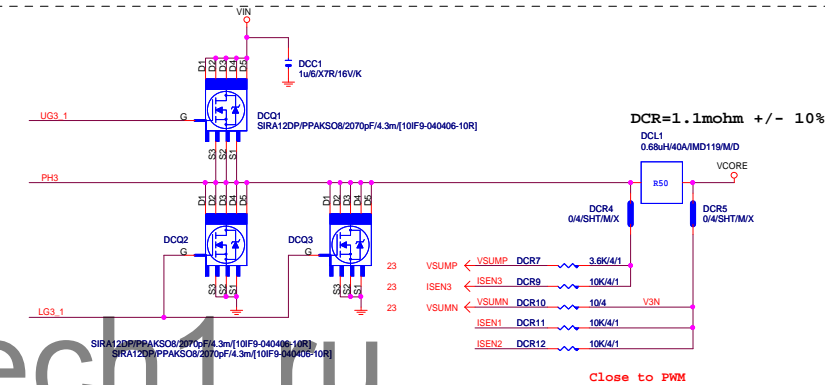 VIN
D1 D2 D3 D4 D5
DCC1
1u/6/X7R/16V/K
UG3_1
G
DCQ1
SIRA12DP/PPAKSO8/2070pF/4.3m/[10IF9-040406-10R]
S3 S2 S1
DCR=1.1mohm +/- 10%
DCL1
0.68uH/40A/IMD119/M/D
VCORE
R50
PH3
D1 D2 D3 D4 D5
D1 D2 D3 D4 D5
DCR4
0/4/SHT/M/X
DCR5
0/4/SHT/M/X
DCQ2
G
DCQ3
G
S3 S2 S1
S3 S2 S1
23 VSUMP VSUMP DCR7 3.6K/4/1
23 ISEN3 ISEN3 DCR9 10K/4/1
23 VSUMN VSUMN DCR10 10/4 V3N
LG3_1
ISEN1 DCR11 10K/4/1
ISEN2 DCR12 10K/4/1
SIRA12DP/PPAKSO8/2070pF/4.3m/[10IF9-040406-10R]
SIRA12DP/PPAKSO8/2070pF/4.3m/[10IF9-040406-10R]
ech1.ru
Close to PWM